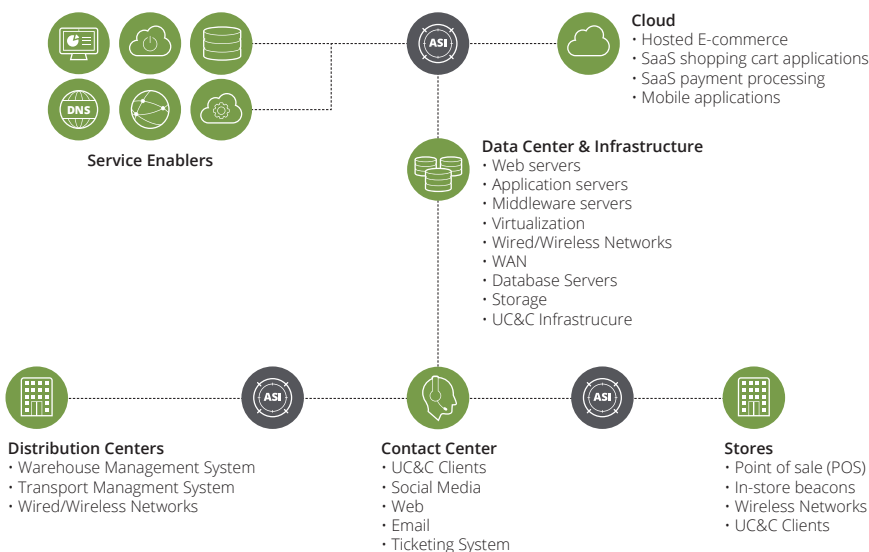 ASI
Cloud
• Hosted E-commerce
• SaaS shopping cart applications
• SaaS payment processing
• Mobile applications
DNS
Service Enablers
Data Center & Infrastructure
• Web servers
• Application servers
• Middleware servers
• Virtualization
• Wired/Wireless Networks
• WAN
• Database Servers
• Storage
• UC&C Infrastrucure
ASI
ASI
Distribution Centers
• Warehouse Management System
• Transport Managment System
• Wired/Wireless Networks
Contact Center
• UC&C Clients
• Social Media
• Web
• Email
• Ticketing System
Stores
• Point of sale (POS)
• In-store beacons
• Wireless Networks
• UC&C Clients